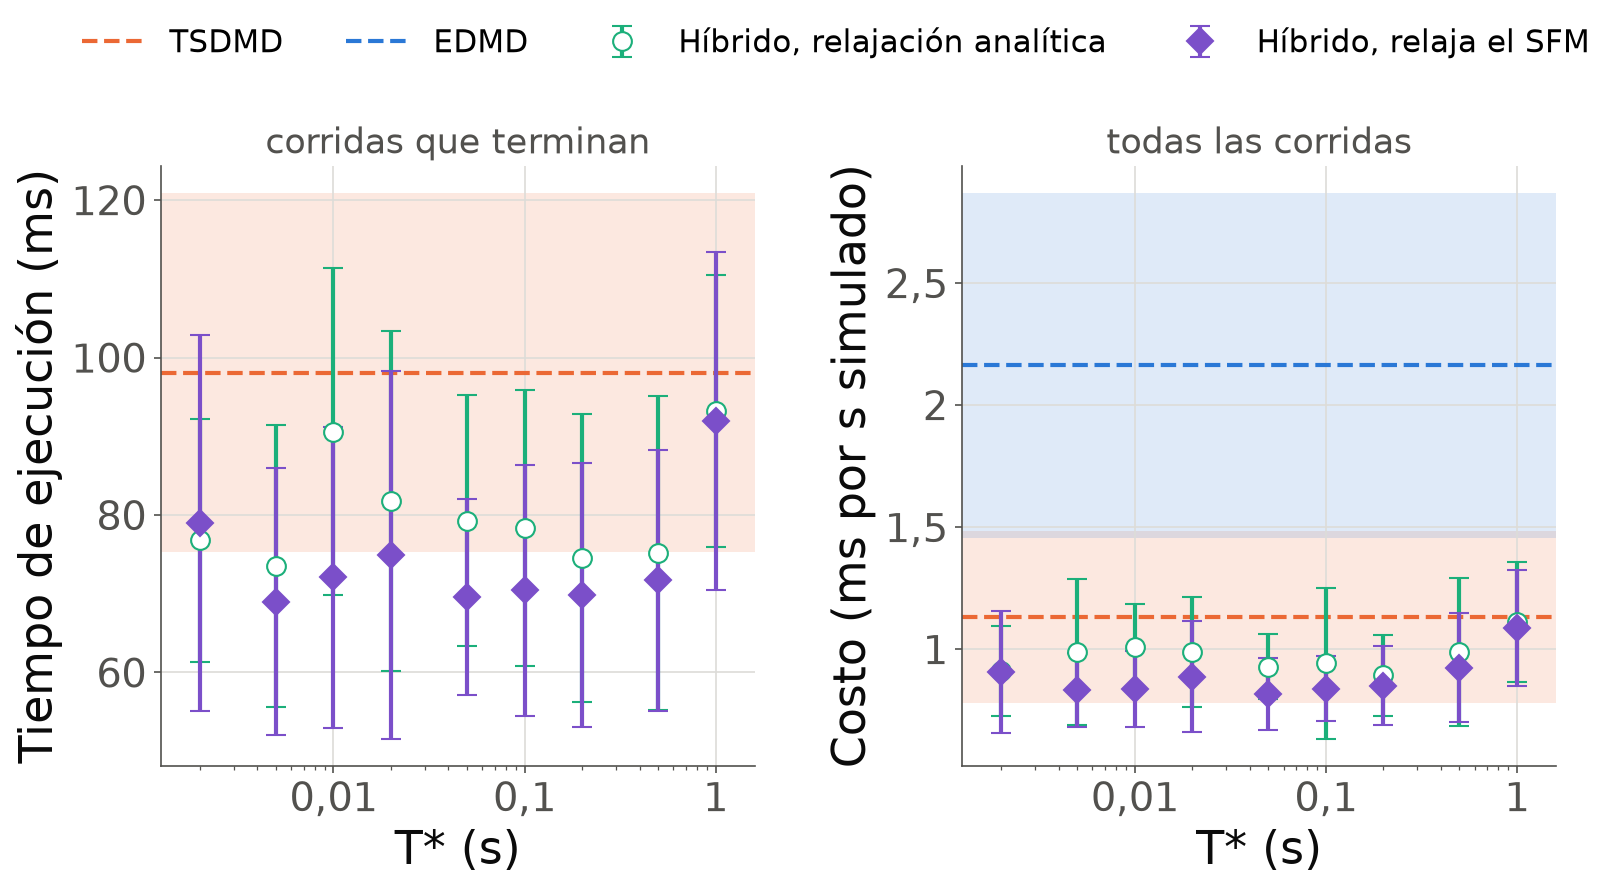 TSDMD
EDMD
Híbrido, relajación analítica
Híbrido, relaja el SFM
corridas que terminan
Tiempo de ejecución (ms)
120
100
80
60
0,01
0,1
1
T* (s)
todas las corridas
Costo (ms por s simulado)
2,5
2
1,5
1
0,01
0,1
1
T* (s)